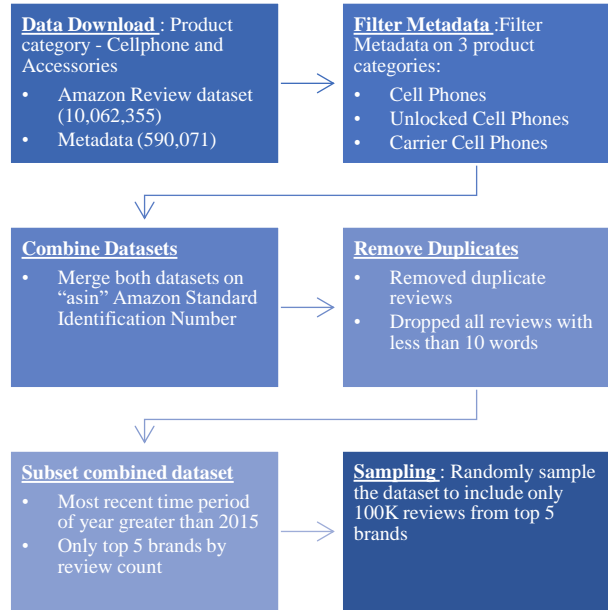 Data Download : Product
category - Cellphone and
Accessories
• Amazon Review dataset
(10,062,355)
• Metadata (590,071)
Filter Metadata :Filter
Metadata on 3 product
categories:
• Cell Phones
• Unlocked Cell Phones
• Carrier Cell Phones
Combine Datasets
• Merge both datasets on
“asin” Amazon Standard
Identification Number
Remove Duplicates
• Removed duplicate
reviews
• Dropped all reviews with
less than 10 words
Subset combined dataset
• Most recent time period
of year greater than 2015
• Only top 5 brands by
review count
Sampling : Randomly sample
the dataset to include only
100K reviews from top 5
brands